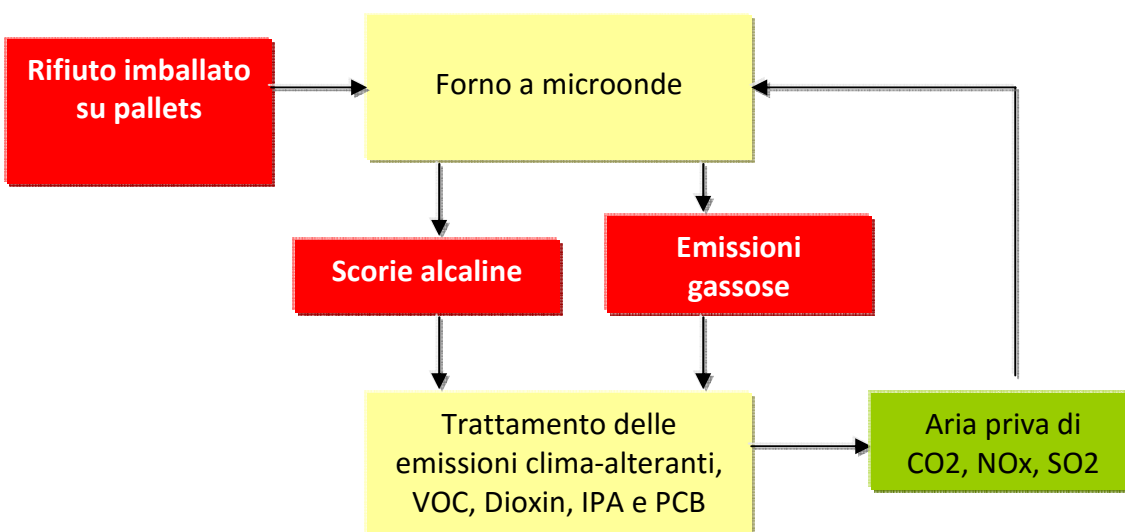 Rifiuto imballato
su pallets
Forno a microonde
Scorie alcaline
Emissioni
gassose
Trattamento delle
emissioni clima-alteranti,
VOC, Dioxin, IPA e PCB
Aria priva di
CO2, NOx, SO2